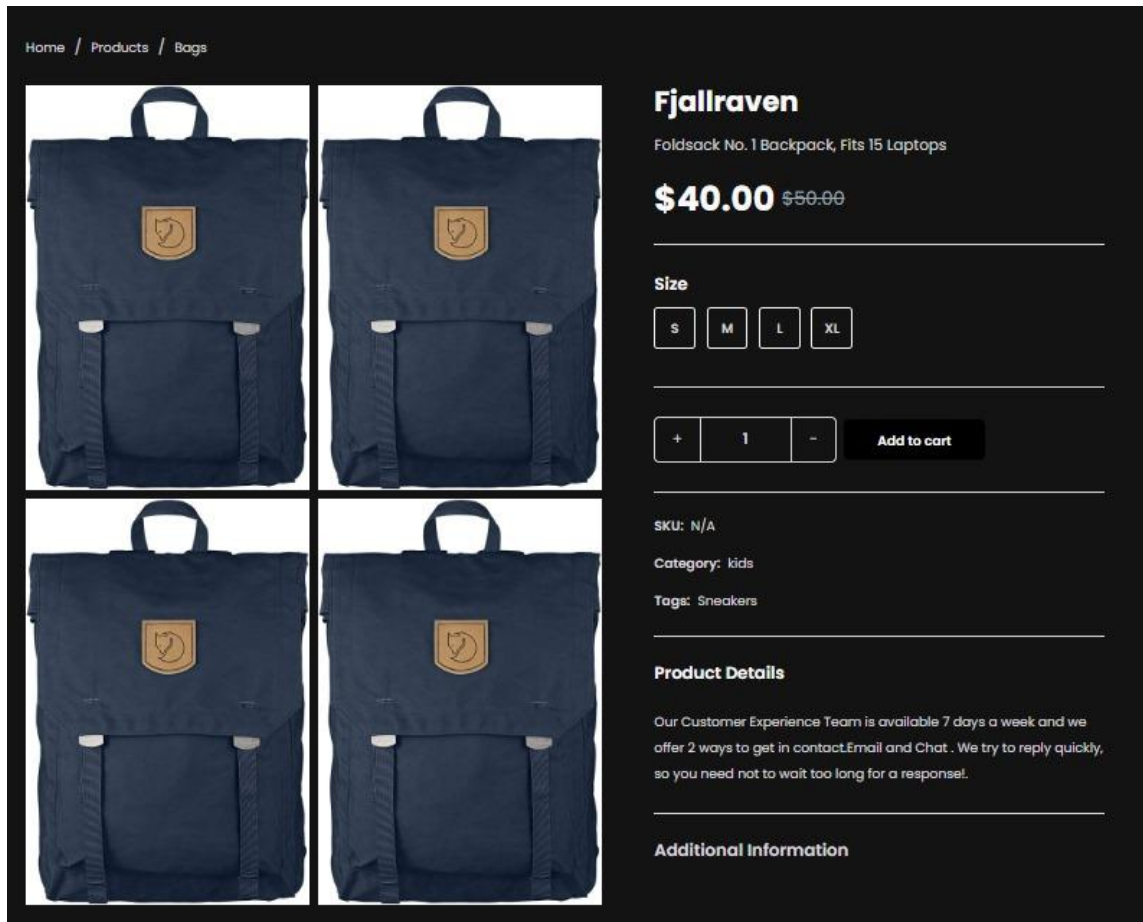 Home / Products / Bags
Fjallraven
Foldsack No. 1 Backpack, Fits 15 Laptops
$40.00 $50.00
Size
S M L XL
+ 1 - Add to cart
SKU: N/A
Category: kids
Tags: Sneakers
Product Details
Our Customer Experience Team is available 7 days a week and we
offer 2 ways to get in contact.Email and Chat . We try to reply quickly,
so you need not to wait too long for a response!.
Additional Information